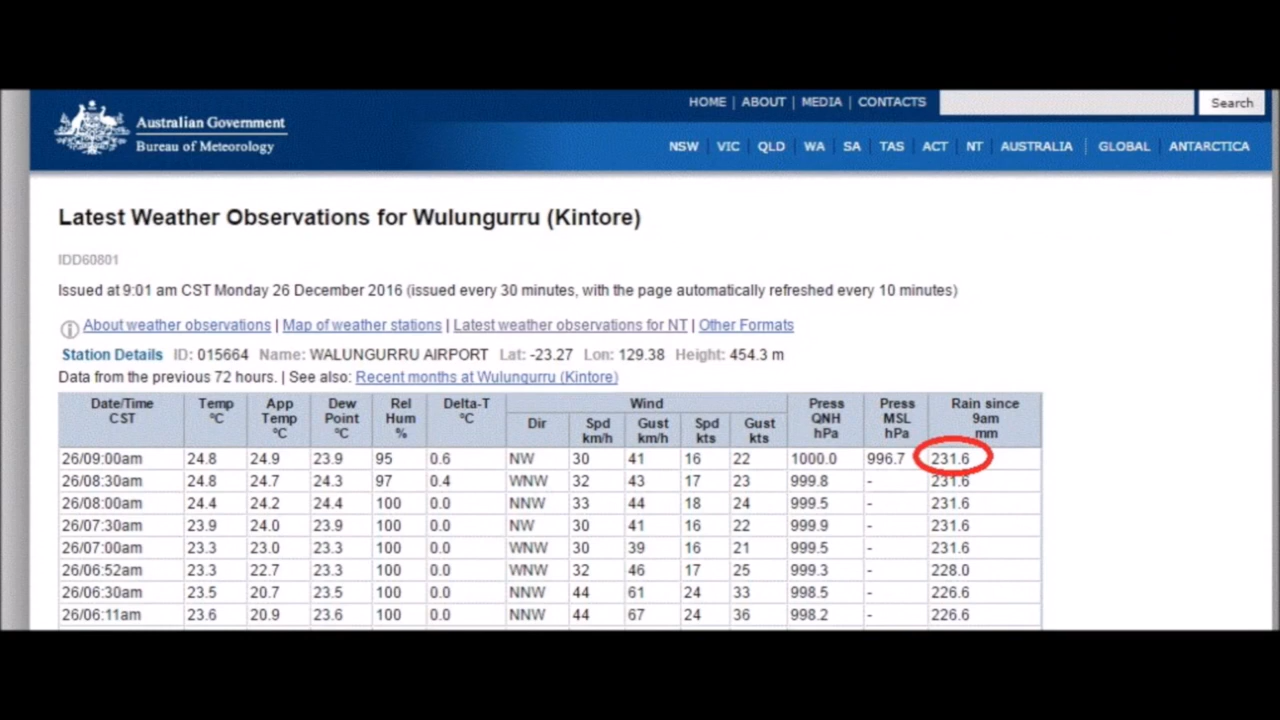 HOME | ABOUT | MEDIA | CONTACTS
Search
Australian Government
Bureau of Meteorology
NSW | VIC | QLD | WA | SA | TAS | ACT | NT | AUSTRALIA | GLOBAL | ANTARCTICA
Latest Weather Observations for Wulungurru (Kintore)
IDD60801
Issued at 9:01 am CST Monday 26 December 2016 (issued every 30 minutes, with the page automatically refreshed every 10 minutes)
About weather observations | Map of weather stations | Latest weather observations for NT | Other Formats
Station Details ID: 015664 Name: WALUNGURRU AIRPORT Lat: -23.27 Lon: 129.38 Height: 454.3 m
Data from the previous 72 hours. | See also: Recent months at Wulungurru (Kintore)
Date/Time CST Temp °C App Temp °C Dew Point °C Rel Hum % Delta-T °C Wind Press QNH hPa Press MSL hPa Rain since 9am mm
Dir Spd km/h Gust km/h Spd kts Gust kts
26/09:00am 24.8 24.9 23.9 95 0.6 NW 30 41 16 22 1000.0 996.7 231.6
26/08:30am 24.8 24.7 24.3 97 0.4 WNW 32 43 17 23 999.8 - 231.6
26/08:00am 24.4 24.2 24.4 100 0.0 NNW 33 44 18 24 999.5 - 231.6
26/07:30am 23.9 24.0 23.9 100 0.0 NW 30 41 16 22 999.9 - 231.6
26/07:00am 23.3 23.0 23.3 100 0.0 WNW 30 39 16 21 999.5 - 231.6
26/06:52am 23.3 22.7 23.3 100 0.0 WNW 32 46 17 25 999.3 - 228.0
26/06:30am 23.5 20.7 23.5 100 0.0 NNW 44 61 24 33 998.5 - 226.6
26/06:11am 23.6 20.9 23.6 100 0.0 NNW 44 67 24 36 998.2 - 226.6